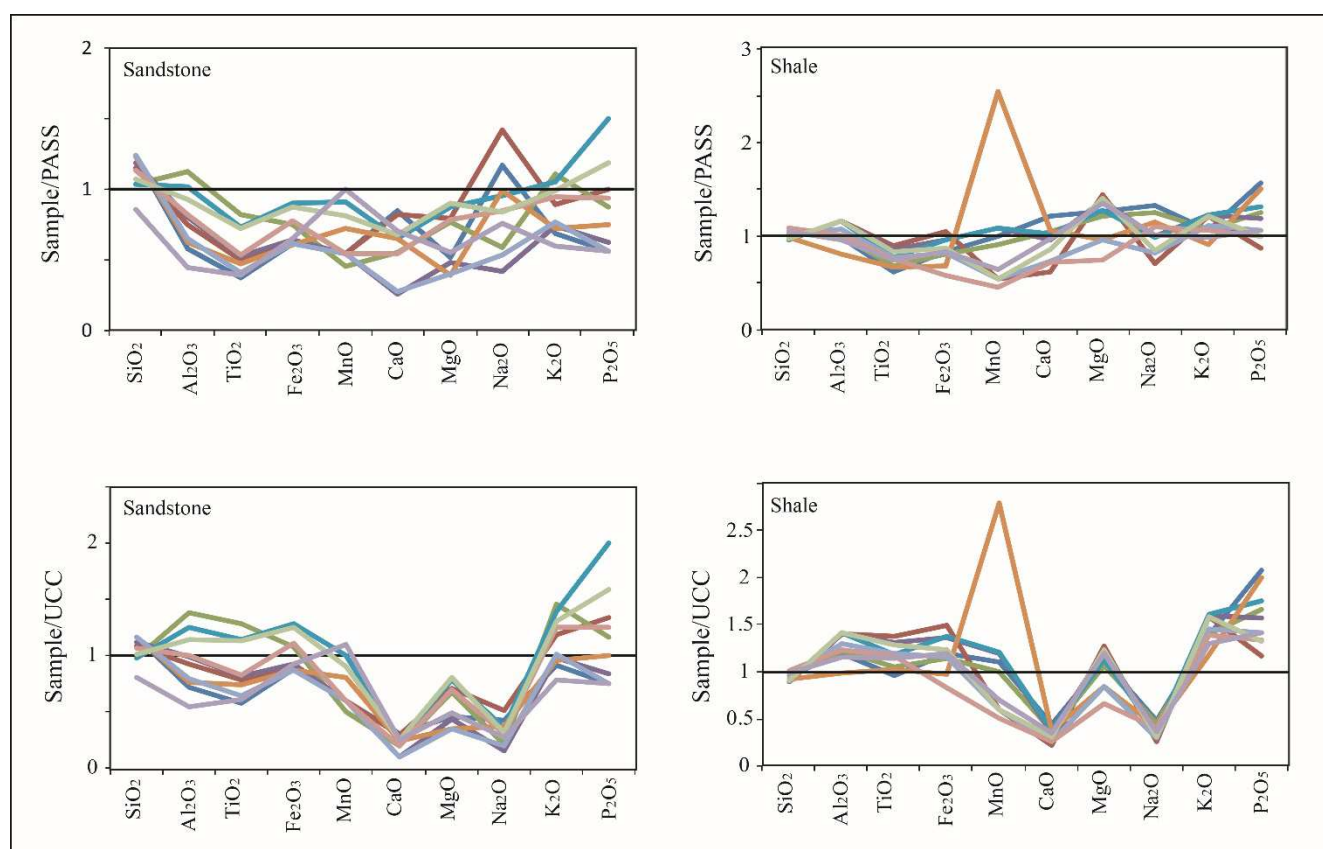 Sandstone
Sample/PASS
2
1
0
SiO₂ Al₂O₃ TiO₂ Fe₂O₃ MnO CaO MgO Na₂O K₂O P₂O₅
Shale
Sample/PASS
3
2
1
0
SiO₂ Al₂O₃ TiO₂ Fe₂O₃ MnO CaO MgO Na₂O K₂O P₂O₅
Sandstone
Sample/UCC
2
1
0
SiO₂ Al₂O₃ TiO₂ Fe₂O₃ MnO CaO MgO Na₂O K₂O P₂O₅
Shale
Sample/UCC
2.5
2
1.5
1
0.5
0
SiO₂ Al₂O₃ TiO₂ Fe₂O₃ MnO CaO MgO Na₂O K₂O P₂O₅